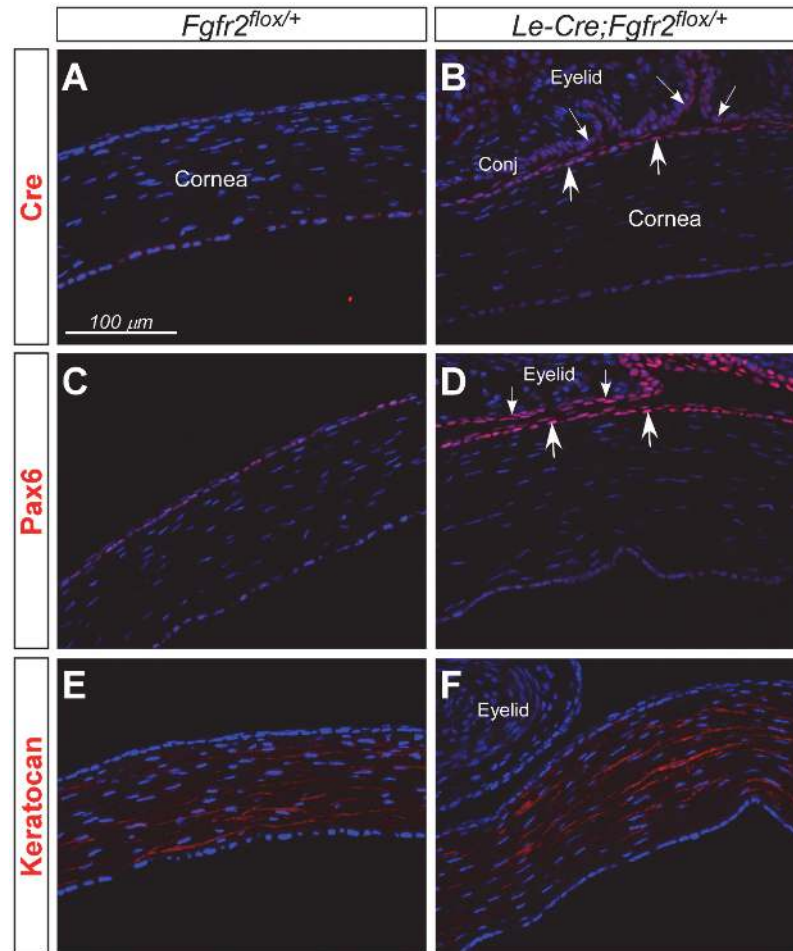 Fgfr2flox/+
Le-Cre;Fgfr2flox/+
Cre
A
Cornea
100 μm
B
Eyelid
Conj
Cornea
Pax6
C
D
Eyelid
Keratocan
E
F
Eyelid